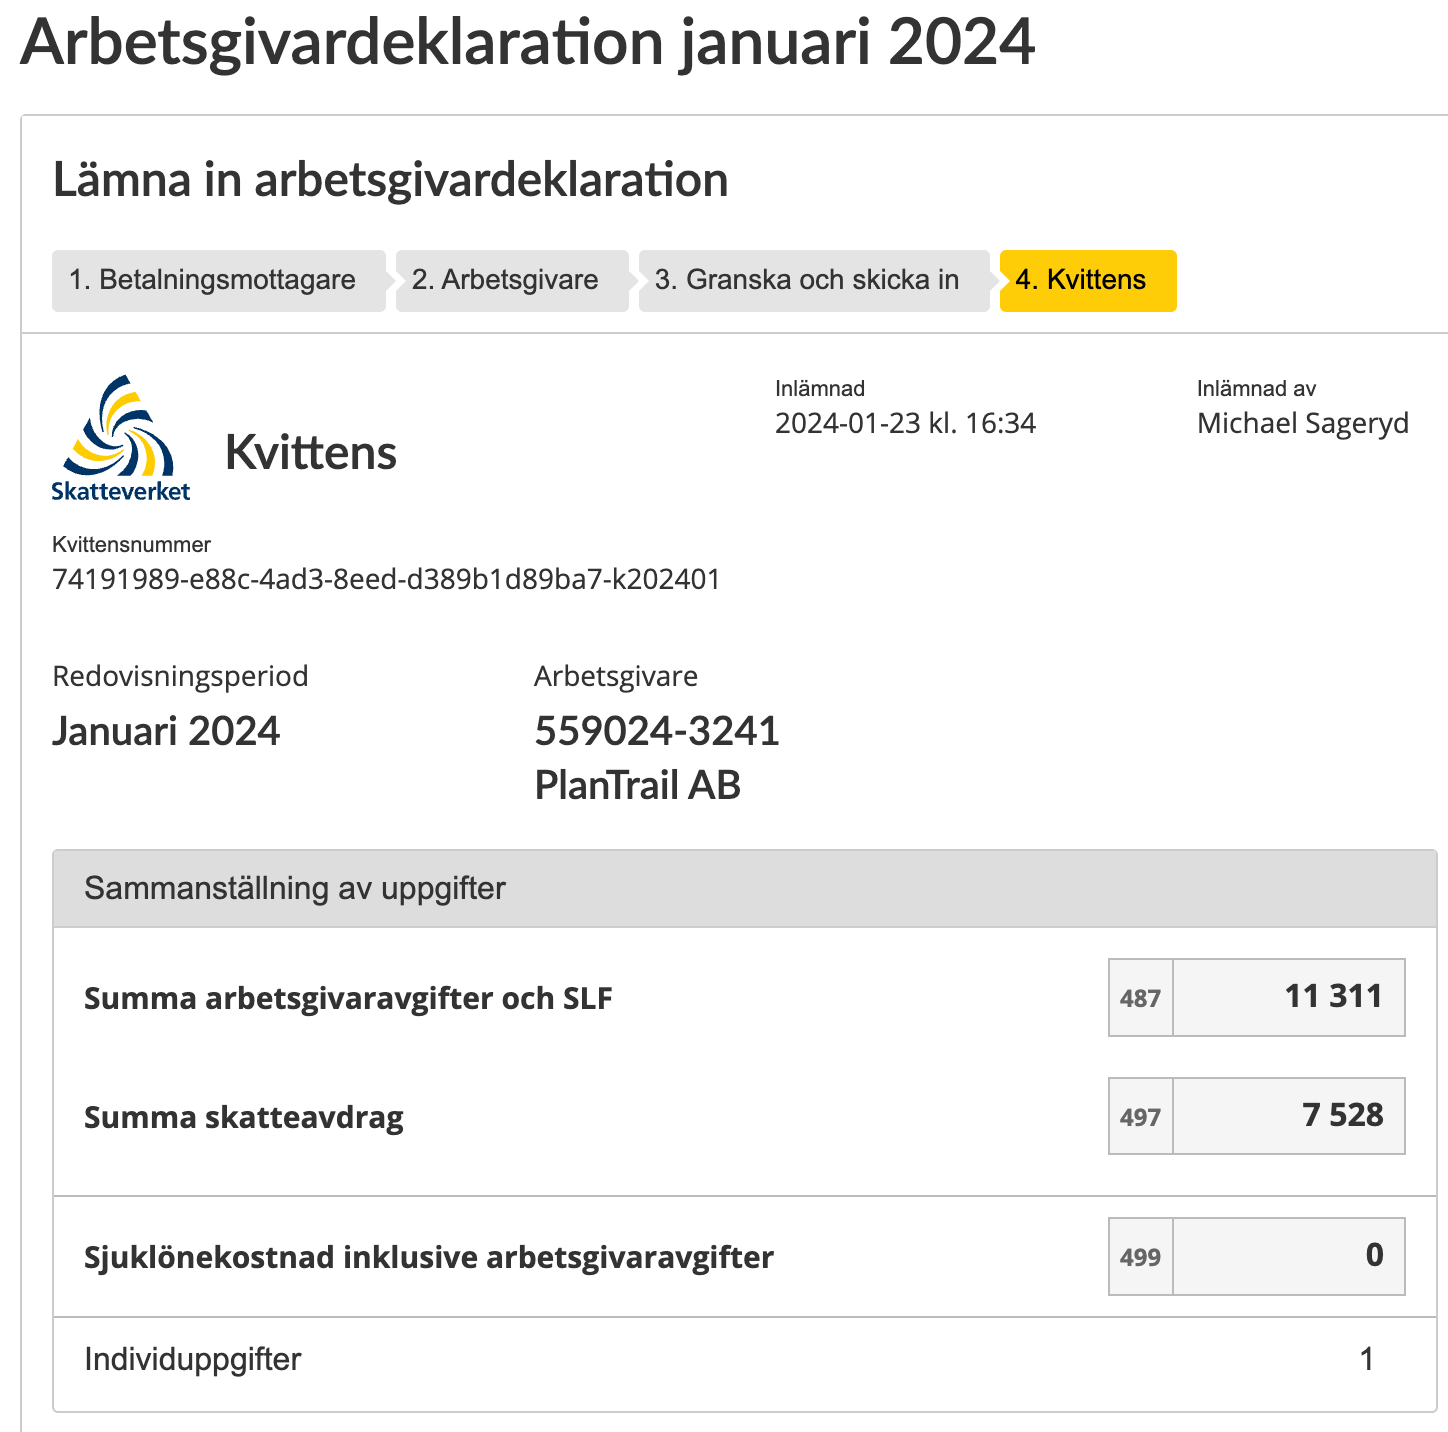 Arbetsgivardeklaration januari 2024
Lämna in arbetsgivardeklaration
1. Betalningsmottagare 2. Arbetsgivare 3. Granska och skicka in 4. Kvittens
Skatteverket
Kvittens
Inlämnad
2024-01-23 kl. 16:34
Inlämnad av
Michael Sageryd
Kvittensnummer
74191989-e88c-4ad3-8eed-d389b1d89ba7-k202401
Redovisningsperiod
Januari 2024
Arbetsgivare
559024-3241
PlanTrail AB
Sammanställning av uppgifter
Summa arbetsgivaravgifter och SLF 487 11 311
Summa skatteavdrag 497 7 528
Sjuklönekostnad inklusive arbetsgivaravgifter 499 0
Individuppgifter 1